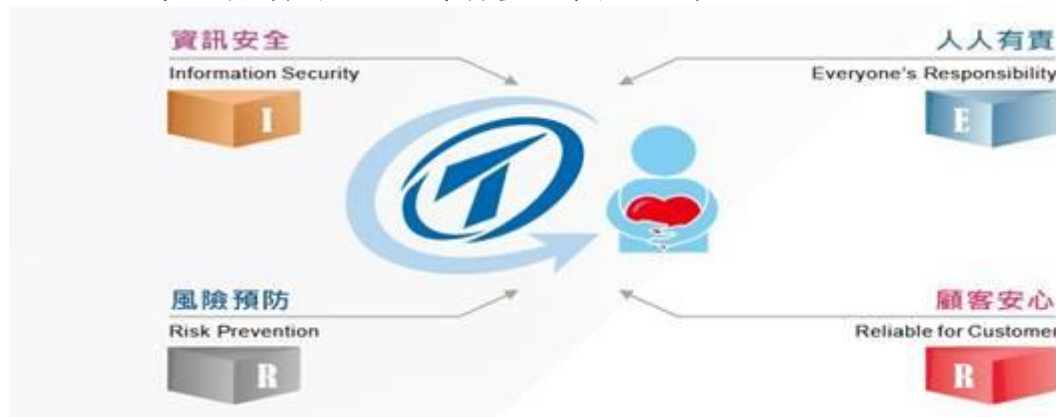 資訊安全
Information Security
I
人人有責
Everyone's Responsibility
E
風險預防
Risk Prevention
R
顧客安心
Reliable for Customer
R